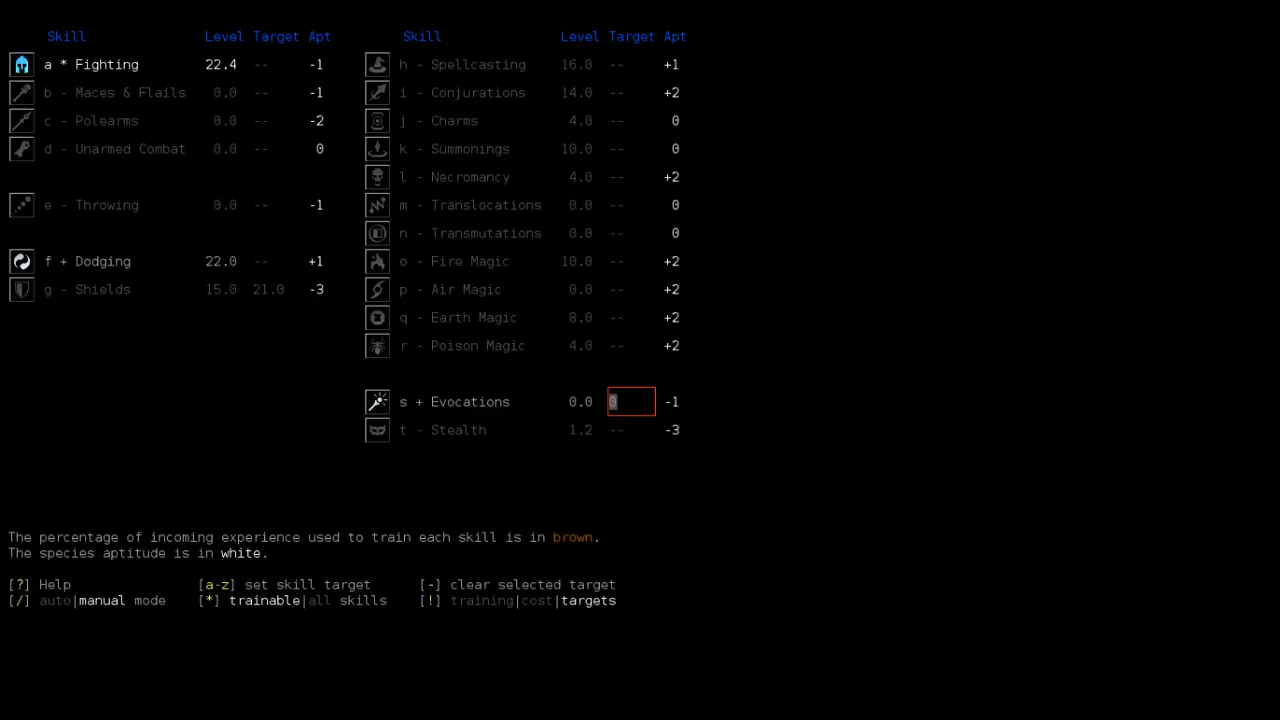 Skill Level Target Apt Skill Level Target Apt
a * Fighting 22.4 -- -1 h - Spellcasting 16.0 -- +1
b - Maces & Flails 0.0 -- -1 i - Conjurations 14.0 -- +2
c - Polearms 0.0 -- -2 j - Charms 4.0 -- 0
d - Unarmed Combat 0.0 -- 0 k - Summonings 10.0 -- 0
l - Necromancy 4.0 -- +2
e - Throwing 0.0 -- -1 m - Translocations 0.0 -- 0
n - Transmutations 0.0 -- 0
f + Dodging 22.0 -- +1 o - Fire Magic 10.0 -- +2
g - Shields 15.0 21.0 -3 p - Air Magic 0.0 -- +2
q - Earth Magic 8.0 -- +2
r - Poison Magic 4.0 -- +2
s + Evocations 0.0 0 -1
t - Stealth 1.2 -- -3
The percentage of incoming experience used to train each skill is in brown.
The species aptitude is in white.
[?] Help [a-z] set skill target [-] clear selected target
[/] auto|manual mode [*] trainable|all skills [!] training|cost|targets